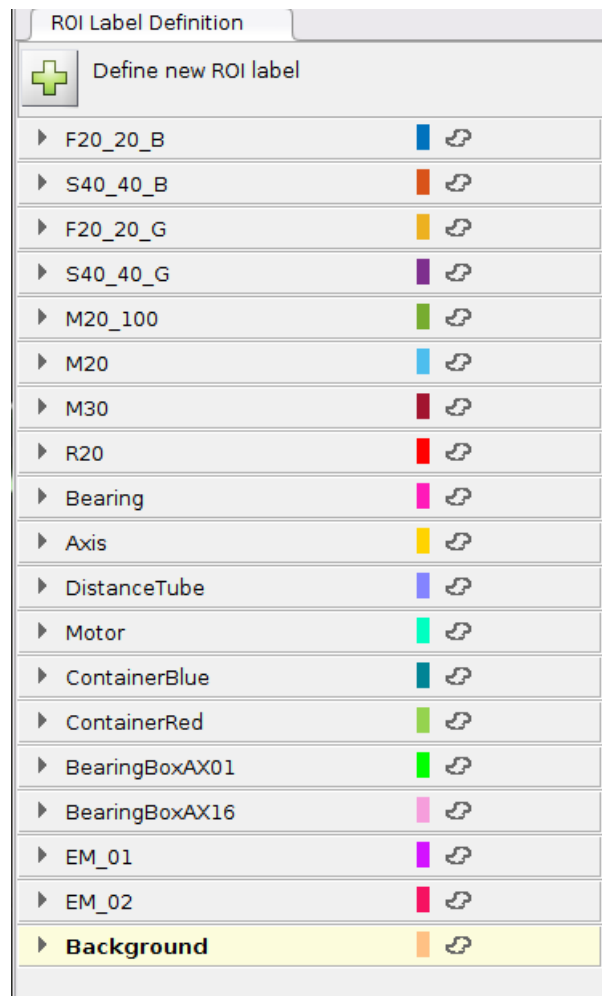 ROI Label Definition
Define new ROI label
F20_20_B
S40_40_B
F20_20_G
S40_40_G
M20_100
M20
M30
R20
Bearing
Axis
DistanceTube
Motor
ContainerBlue
ContainerRed
BearingBoxAX01
BearingBoxAX16
EM_01
EM_02
Background